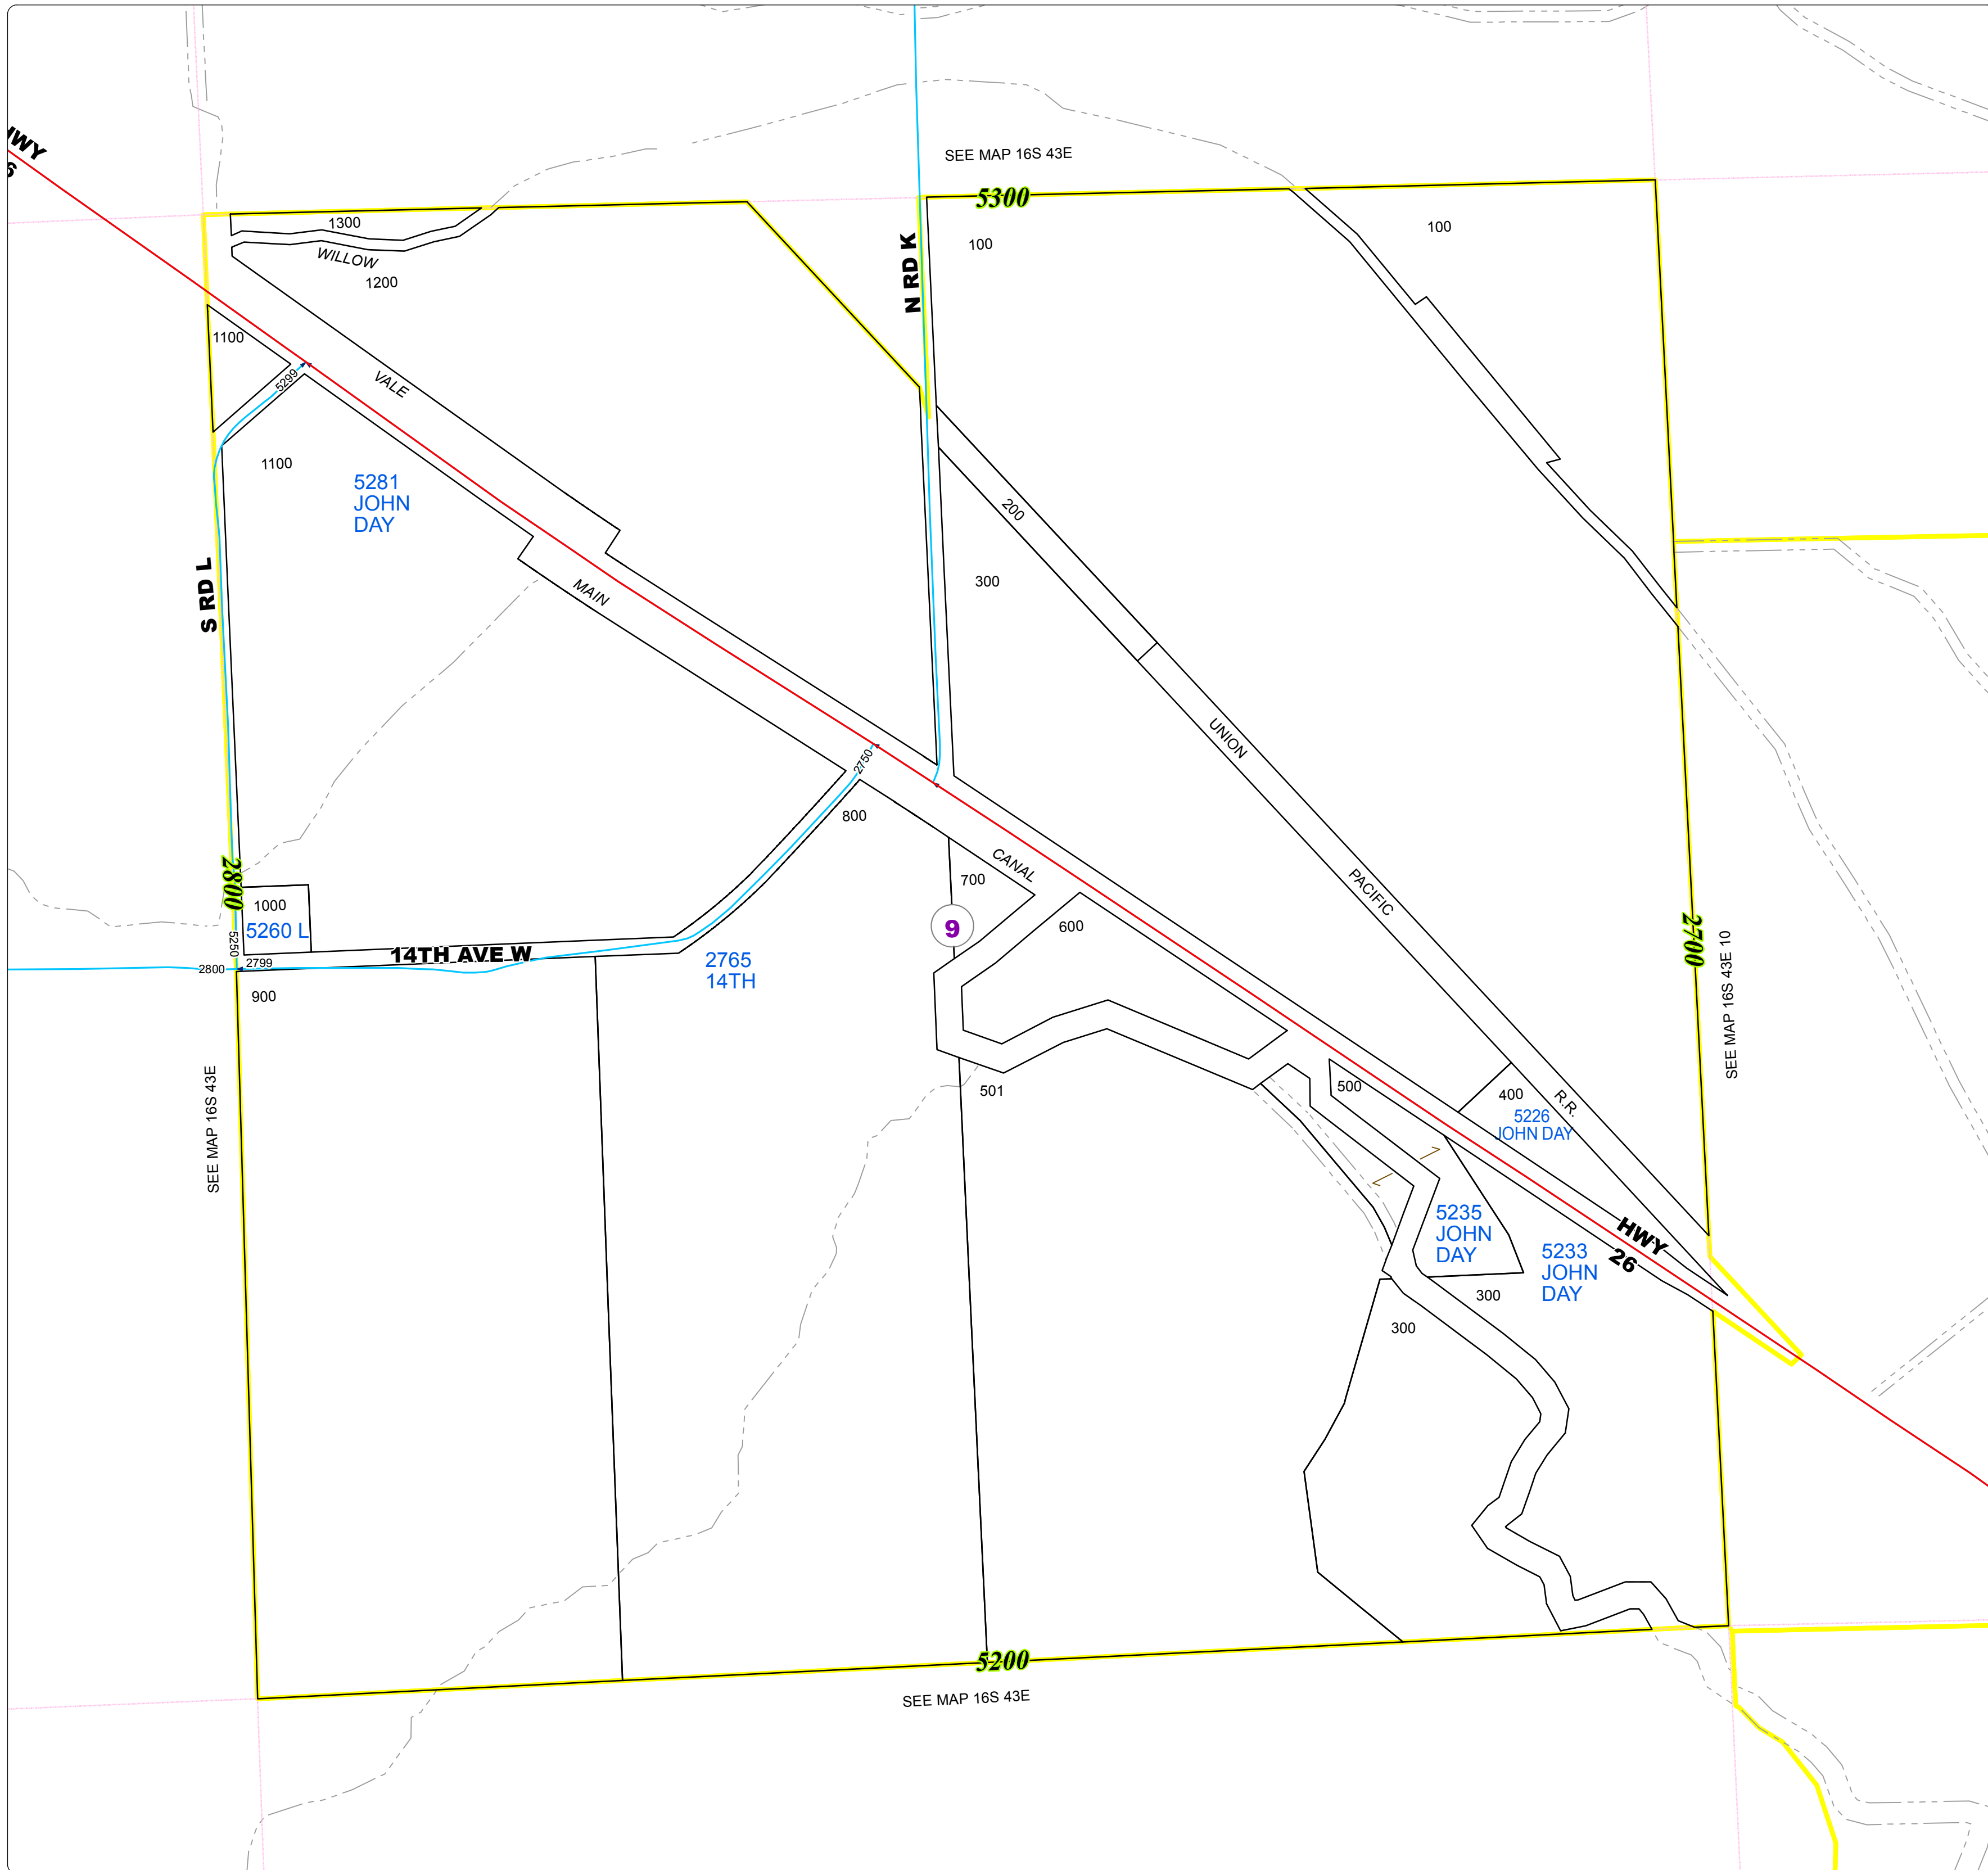 HWY
6
SEE MAP 16S 43E
5300
1300
100
100
N RD K
WILLOW
1200
1100
5299
VALE
1100
5281
JOHN
DAY
200
S RD L
300
MAIN
UNION
2750
800
CANAL
700
PACIFIC
2800
1000
5260 L
9
600
2700
5250
14TH AVE W
2765
14TH
2799
2800
900
SEE MAP 16S 43E 10
SEE MAP 16S 43E
501
500
400
R.R.
5226
JOHN DAY
5235
JOHN
DAY
HWY
26
5233
JOHN
DAY
300
300
5200
SEE MAP 16S 43E